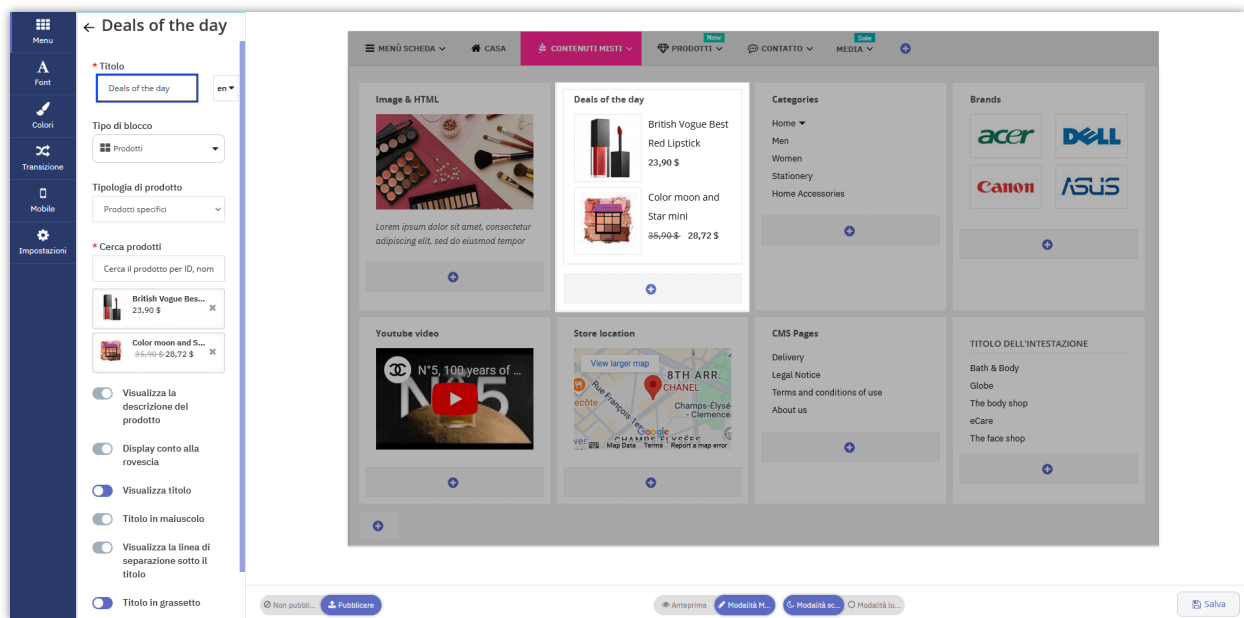 Menu
Font
Colori
Transizione
Mobile
Impostazioni
← Deals of the day
* Titolo
Deals of the day
en
Tipo di blocco
Prodotti
Tipologia di prodotto
Prodotti specifici
* Cerca prodotti
Cerca il prodotto per ID, nom
British Vogue Bes...
23,90 $
Color moon and S...
35,90 $ 28,72 $
Visualizza la
descrizione del
prodotto
Display conto alla
rovescia
Visualizza titolo
Titolo in maiuscolo
Visualizza la linea di
separazione sotto il
titolo
Titolo in grassetto
MENÙ SCHEDA
CASA
CONTENUTI MISTI
New
PRODOTTI
CONTATTO
Sale
MEDIA
Image & HTML
Lorem ipsum dolor sit amet, consectetur
adipiscing elit, sed do eiusmod tempor
Deals of the day
British Vogue Best
Red Lipstick
23,90 $
Color moon and
Star mini
35,90 $ 28,72 $
Categories
Home
Men
Women
Stationery
Home Accessories
Brands
acer
DELL
Canon
ASUS
Youtube video
N°5, 100 years of ...
N 5
Store location
View larger map
8TH ARR.
CHANEL
Rue François 1er
ecôte
Champs-Élysé
- Clemence
Google
CHAMPS ELYSÉES
ver
Map Data Terms Report a map error
CMS Pages
Delivery
Legal Notice
Terms and conditions of use
About us
TITOLO DELL'INTESTAZIONE
Bath & Body
Globe
The body shop
eCare
The face shop
Non pubbli...
Pubblicare
Anteprima
Modalità M...
Modalità sc...
Modalità lu...
Salva